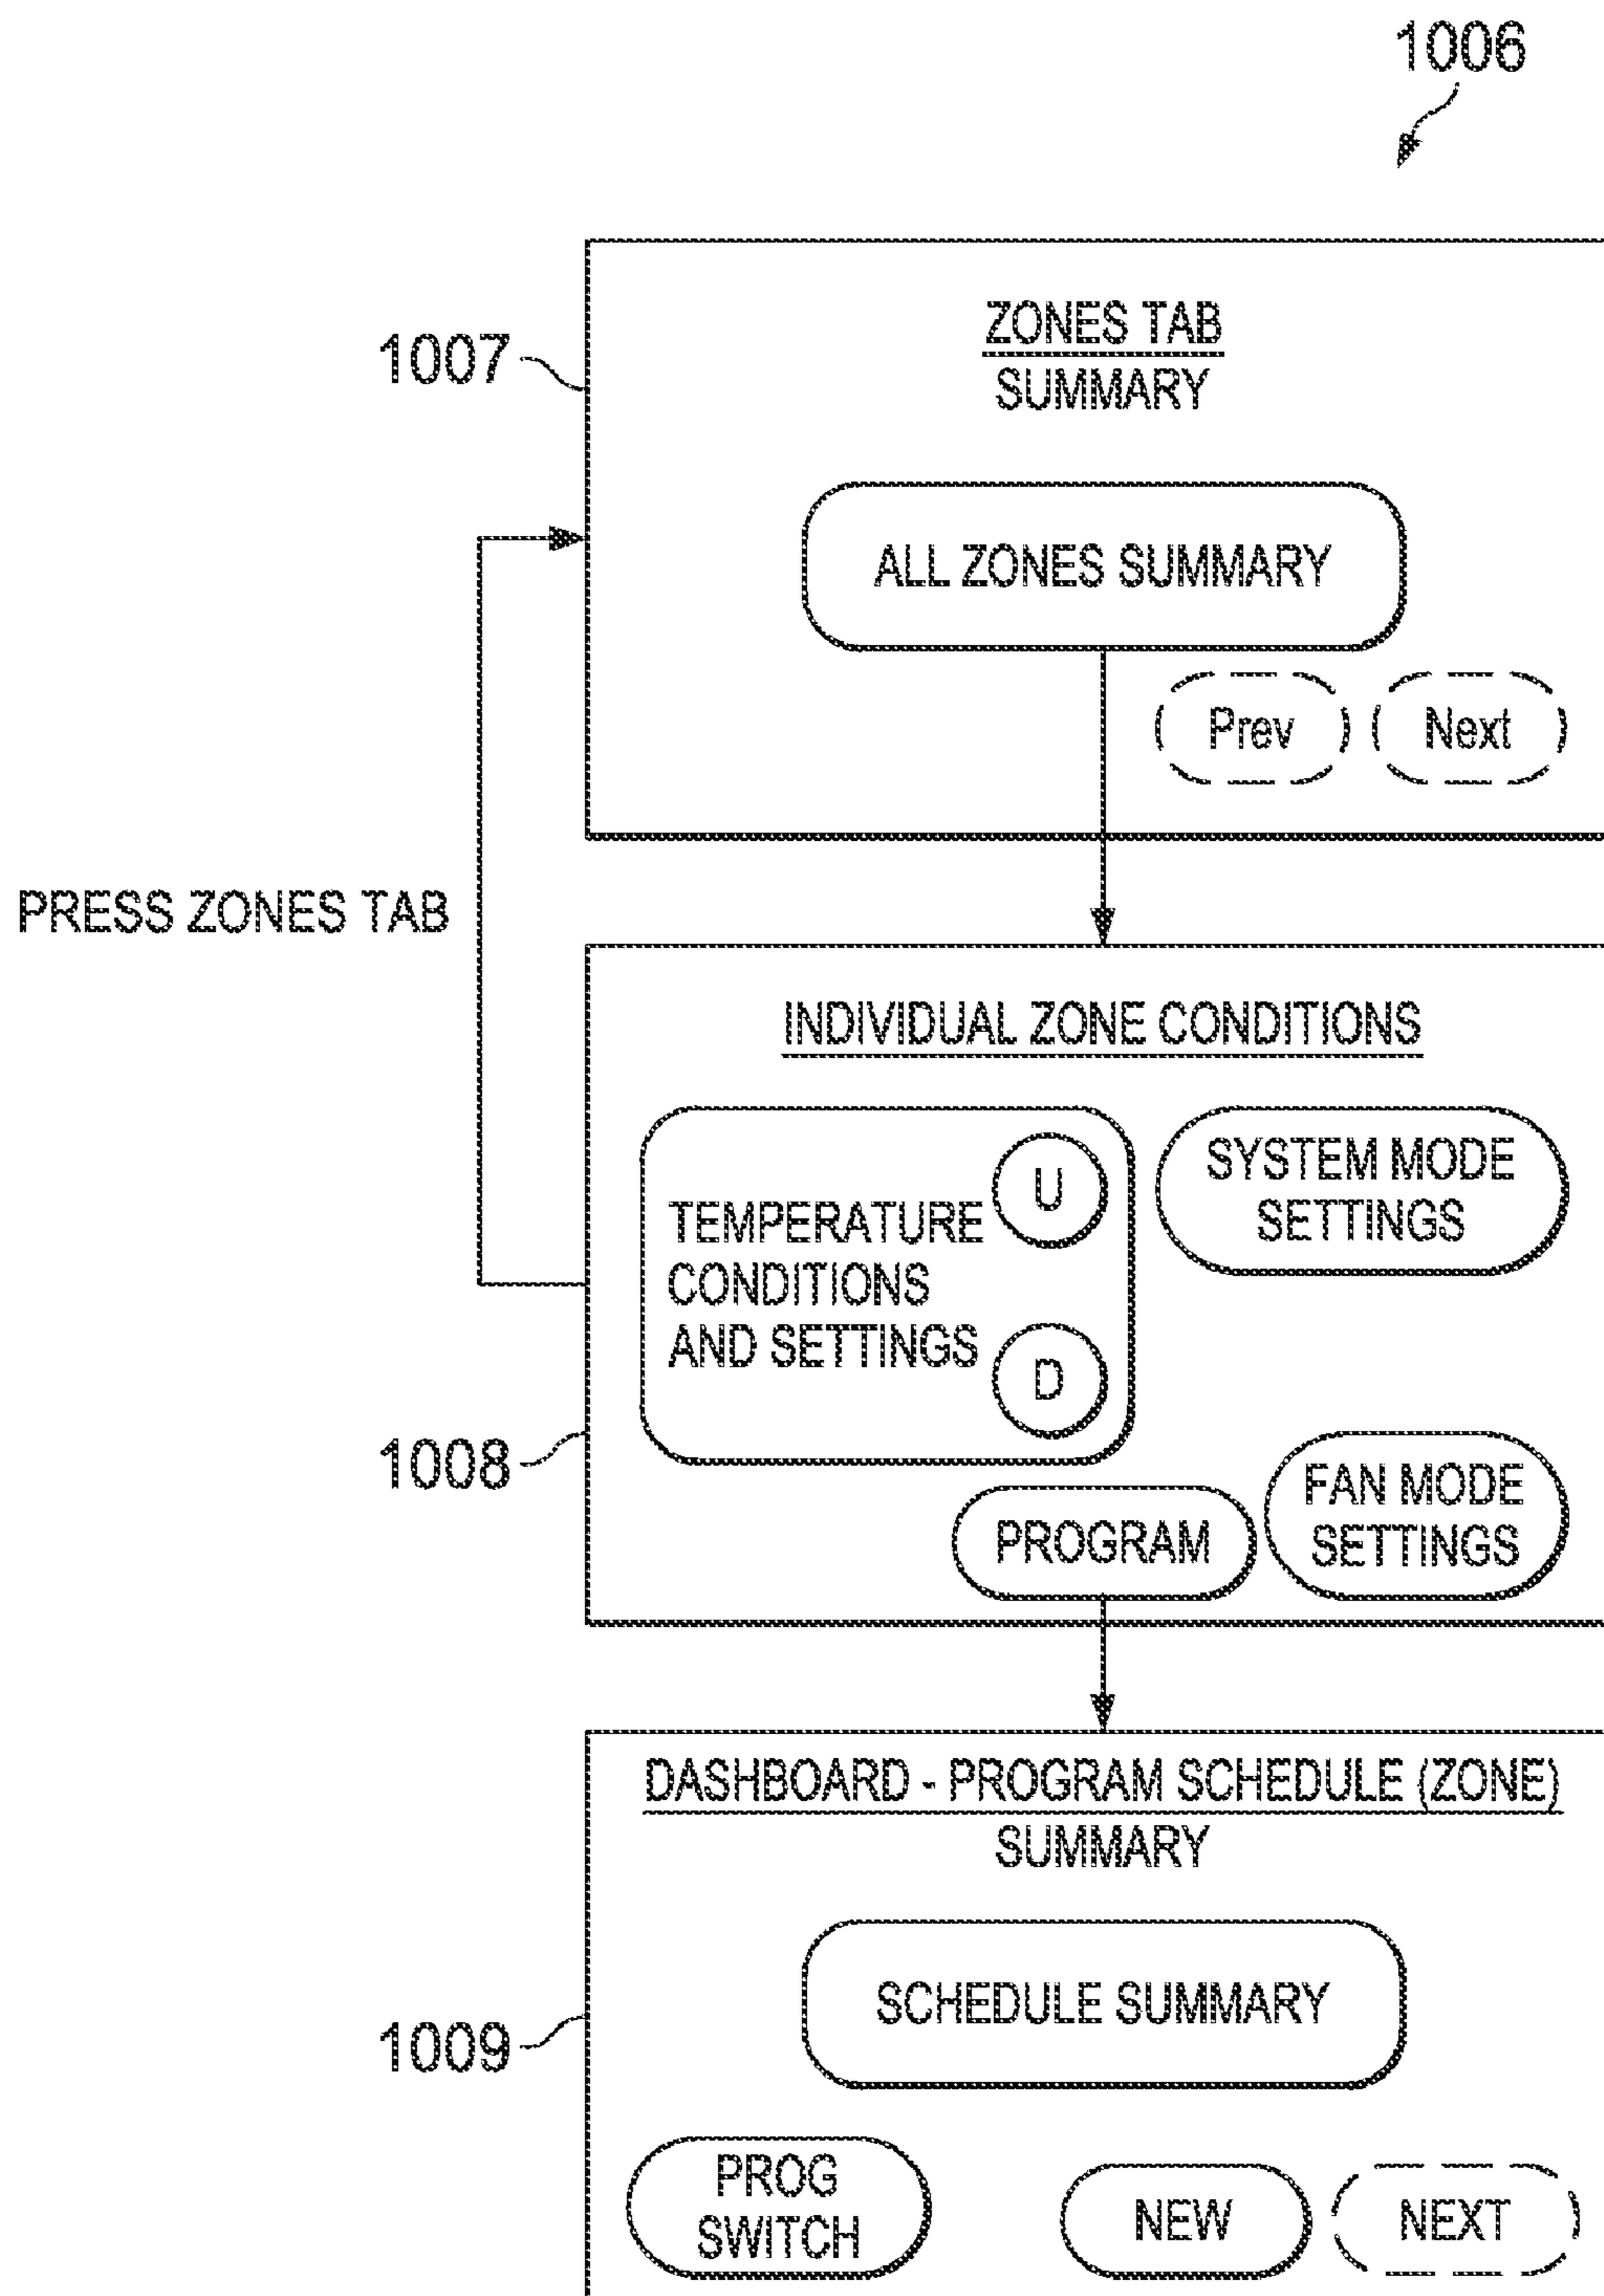 1006
1007
ZONES TAB
SUMMARY
ALL ZONES SUMMARY
Prev
Next
PRESS ZONES TAB
INDIVIDUAL ZONE CONDITIONS
TEMPERATURE
CONDITIONS
AND SETTINGS
U
D
SYSTEM MODE
SETTINGS
1008
PROGRAM
FAN MODE
SETTINGS
DASHBOARD - PROGRAM SCHEDULE (ZONE)
SUMMARY
SCHEDULE SUMMARY
1009
PROG
SWITCH
NEW
NEXT